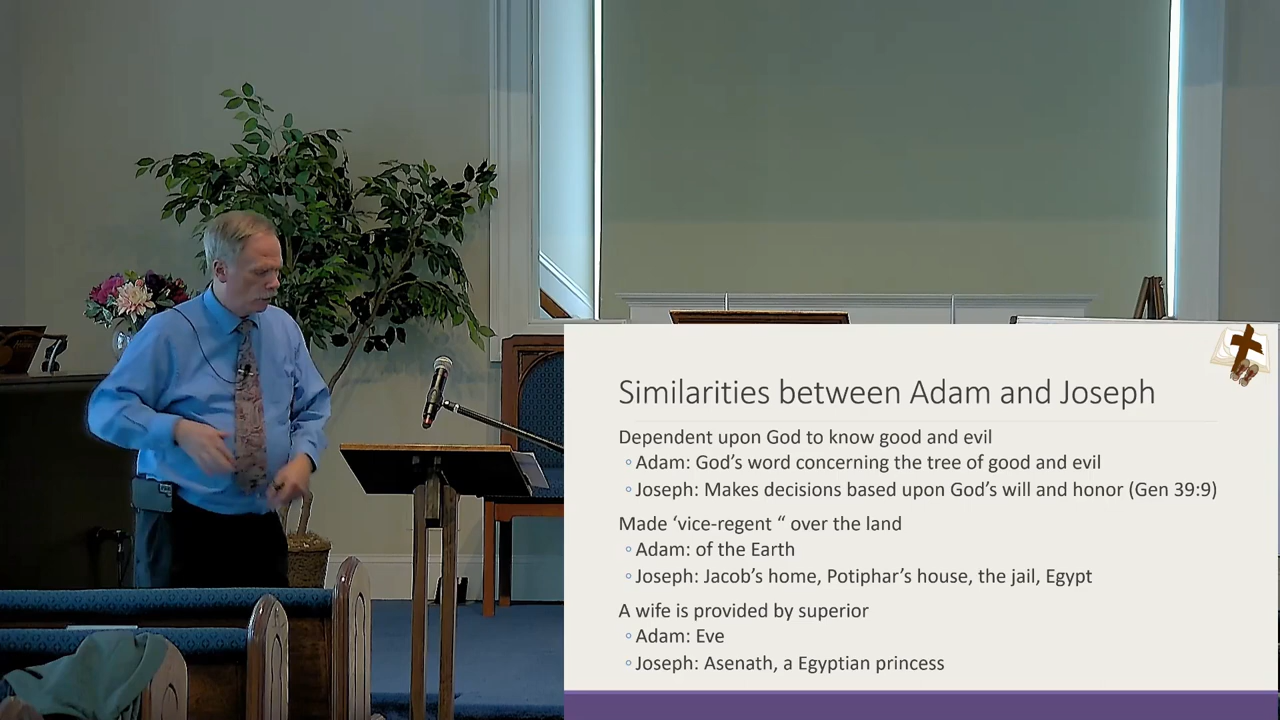 Similarities between Adam and Joseph
Dependent upon God to know good and evil
◦Adam: God's word concerning the tree of good and evil
◦Joseph: Makes decisions based upon God's will and honor (Gen 39:9)
Made ‘vice-regent “ over the land
◦Adam: of the Earth
◦Joseph: Jacob's home, Potiphar's house, the jail, Egypt
A wife is provided by superior
◦Adam: Eve
◦Joseph: Asenath, a Egyptian princess